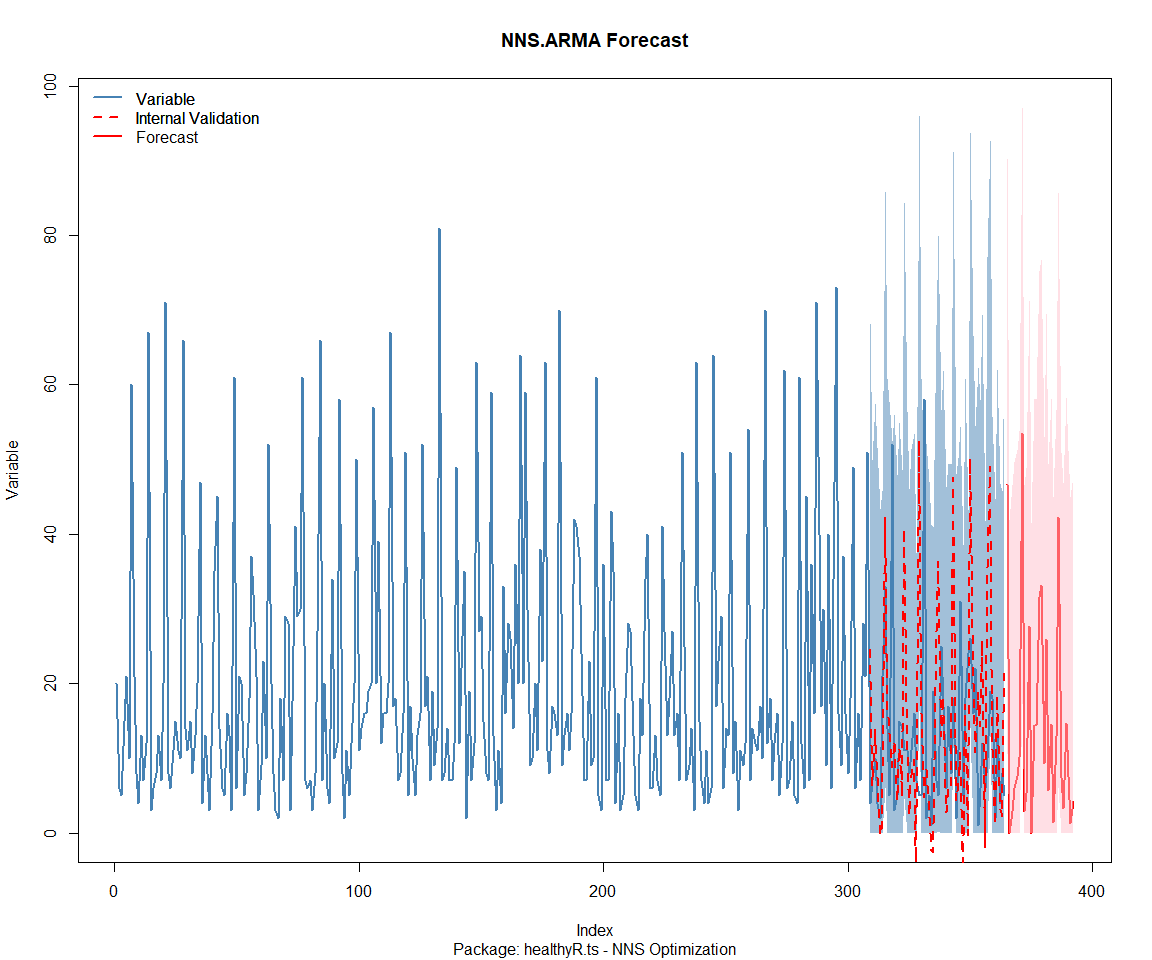 NNS.ARMA Forecast
Variable
Internal Validation
Forecast
100
80
60
40
20
0
Variable
0
100
200
300
400
Index
Package: healthyR.ts - NNS Optimization